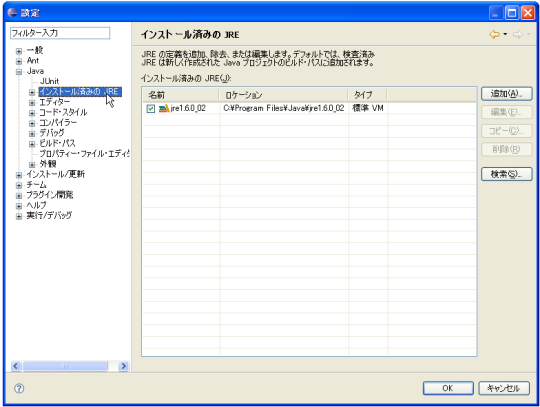 設定
フィルター入力
一般
Ant
Java
JUnit
インストール済みの JRE
エディター
コード・スタイル
コンパイラー
デバッグ
ビルド・パス
プロパティー・ファイル・エディ
外観
インストール/更新
チーム
プラグイン開発
ヘルプ
実行/デバッグ
インストール済みの JRE
JRE の定義を追加、除去、または編集します。デフォルトでは、検査済み
JRE は新しく作成された Java プロジェクトのビルド・パスに追加されます。
インストール済みの JRE(J):
名前 ロケーション タイプ
jre1.6.0_02 C:¥Program Files¥Java¥jre1.6.0_02 標準 VM
追加(A)...
編集(E)...
コピー(C)...
削除(R)
検索(S)...
OK キャンセル